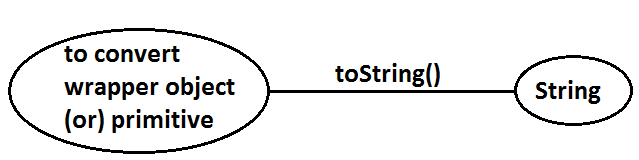 to convert
wrapper object
(or) primitive
toString()
String